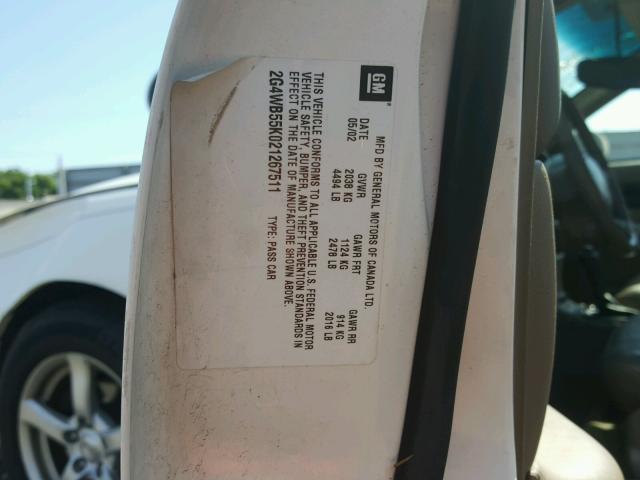 GM
MFD BY GENERAL MOTORS OF CANADA LTD.
DATE GVWR GAWR FRT GAWR RR
05/02 2038 KG 1124 KG 914 KG
4494 LB 2478 LB 2016 LB
THIS VEHICLE CONFORMS TO ALL APPLICABLE U.S. FEDERAL MOTOR
VEHICLE SAFETY, BUMPER, AND THEFT PREVENTION STANDARDS IN
EFFECT ON THE DATE OF MANUFACTURE SHOWN ABOVE.
2G4WB55K021267511 TYPE: PASS CAR